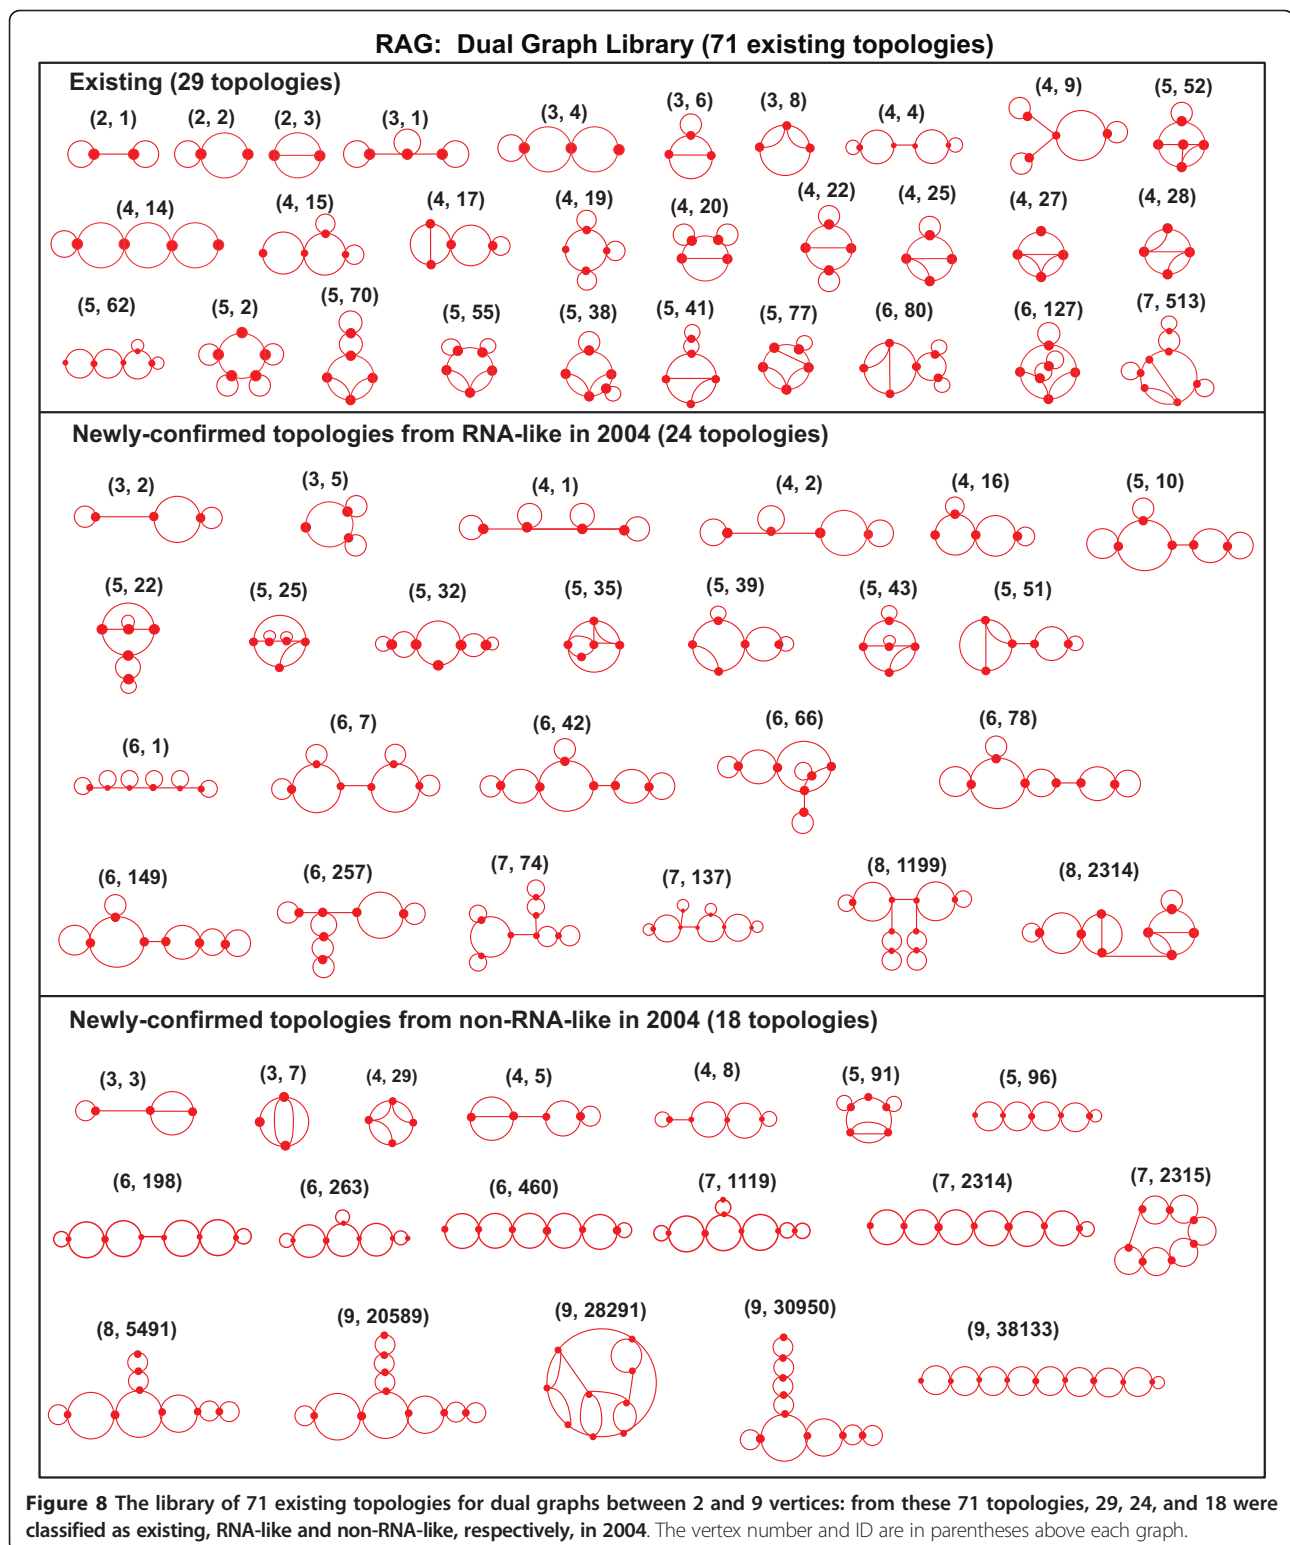 RAG: Dual Graph Library (71 existing topologies)
Existing (29 topologies)
(2, 1) (2, 2) (2, 3) (3, 1) (3, 4) (3, 6) (3, 8) (4, 4) (4, 9) (5, 52)
(4, 14) (4, 15) (4, 17) (4, 19) (4, 20) (4, 22) (4, 25) (4, 27) (4, 28)
(5, 62) (5, 2) (5, 70) (5, 55) (5, 38) (5, 41) (5, 77) (6, 80) (6, 127) (7, 513)
Newly-confirmed topologies from RNA-like in 2004 (24 topologies)
(3, 2) (3, 5) (4, 1) (4, 2) (4, 16) (5, 10)
(5, 22) (5, 25) (5, 32) (5, 35) (5, 39) (5, 43) (5, 51)
(6, 1) (6, 7) (6, 42) (6, 66) (6, 78)
(6, 149) (6, 257) (7, 74) (7, 137) (8, 1199) (8, 2314)
Newly-confirmed topologies from non-RNA-like in 2004 (18 topologies)
(3, 3) (3, 7) (4, 29) (4, 5) (4, 8) (5, 91) (5, 96)
(6, 198) (6, 263) (6, 460) (7, 1119) (7, 2314) (7, 2315)
(8, 5491) (9, 20589) (9, 28291) (9, 30950) (9, 38133)
Figure 8 The library of 71 existing topologies for dual graphs between 2 and 9 vertices: from these 71 topologies, 29, 24, and 18 were
classified as existing, RNA-like and non-RNA-like, respectively, in 2004. The vertex number and ID are in parentheses above each graph.